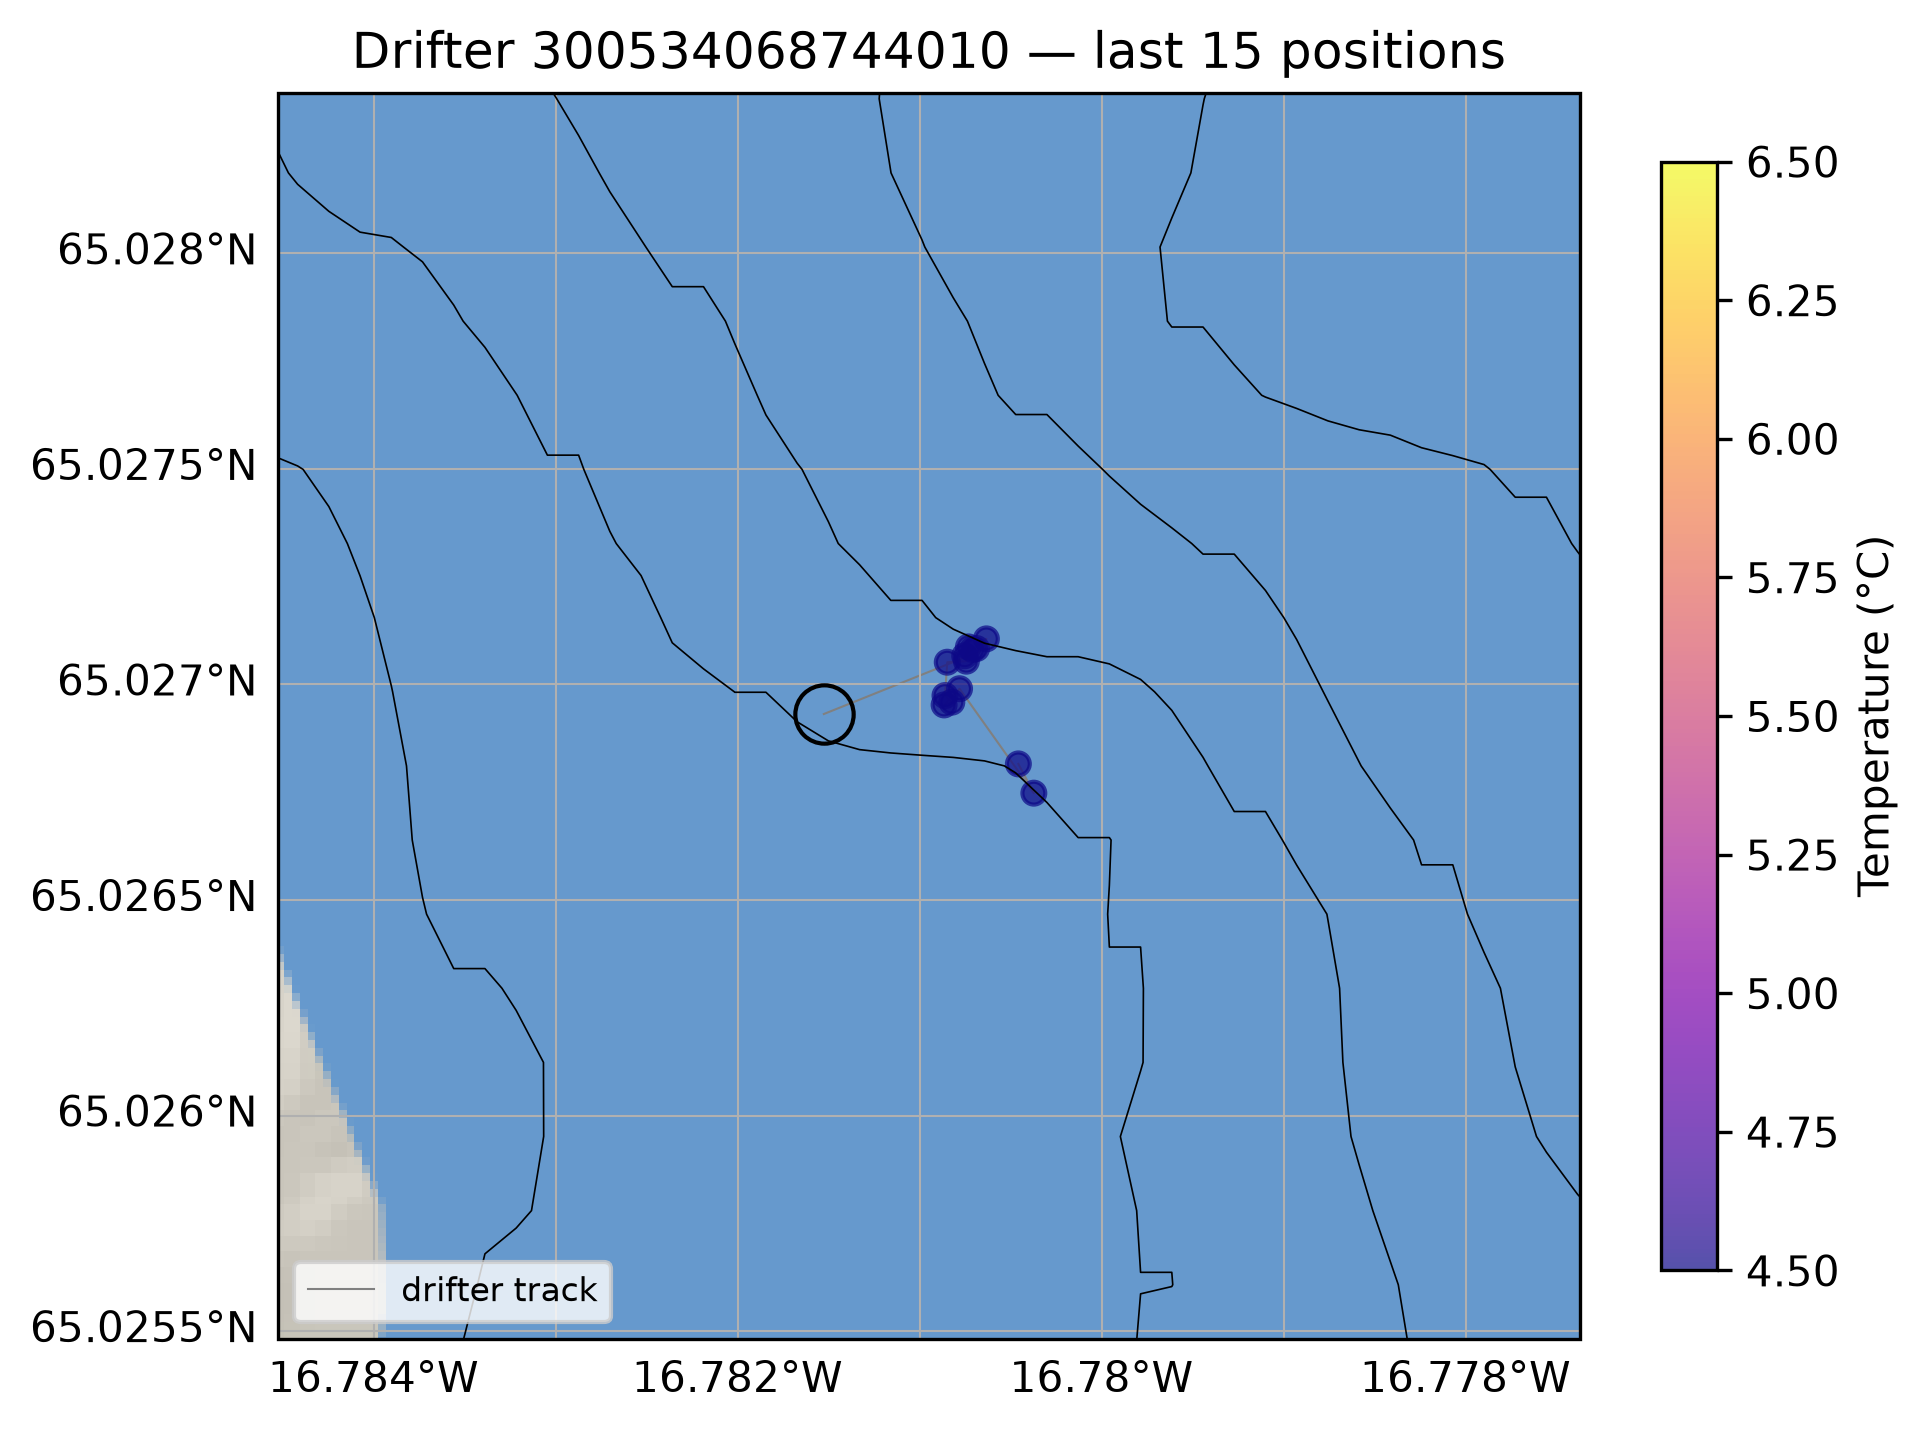 Drifter 300534068744010 — last 15 positions
65.028°N
65.0275°N
65.027°N
65.0265°N
65.026°N
65.0255°N
16.784°W
16.782°W
16.78°W
16.778°W
drifter track
6.50
6.25
6.00
5.75
5.50
5.25
5.00
4.75
4.50
Temperature (°C)